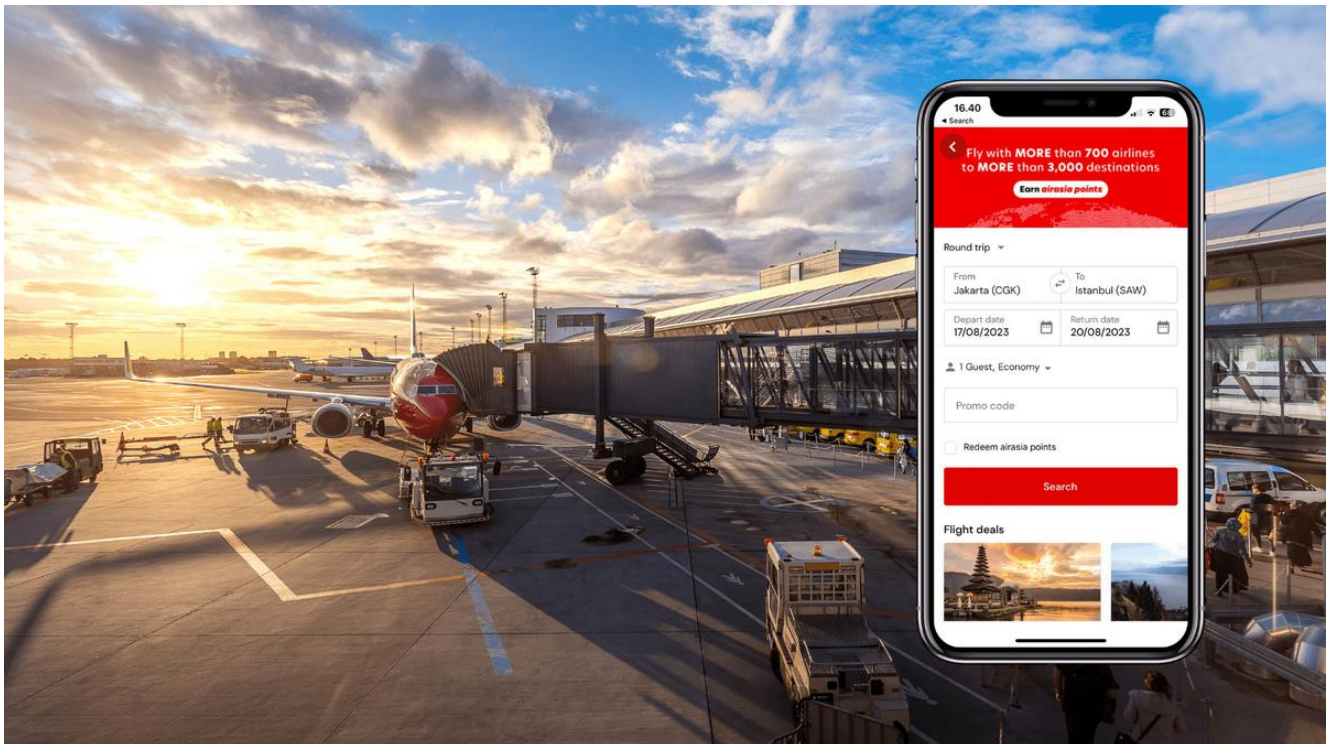 16.40
◂ Search
68
Fly with MORE than 700 airlines
to MORE than 3,000 destinations
Earn airasia points
Round trip
From
Jakarta (CGK)
To
Istanbul (SAW)
Depart date
17/08/2023
Return date
20/08/2023
1 Guest, Economy
Promo code
Redeem airasia points
Search
Flight deals